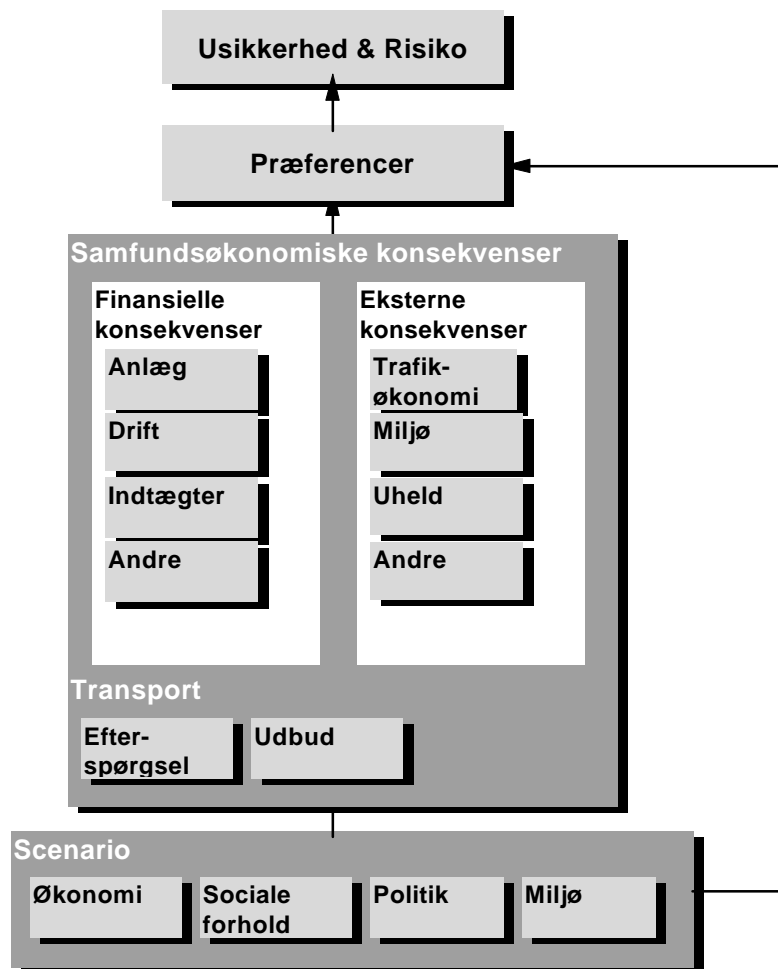 Usikkerhed & Risiko
Præferencer
Samfundsøkonomiske konsekvenser
Finansielle
konsekvenser
Anlæg
Drift
Indtægter
Andre
Eksterne
konsekvenser
Trafik-
økonomi
Miljø
Uheld
Andre
Transport
Efter-
spørgsel
Udbud
Scenario
Økonomi
Sociale
forhold
Politik
Miljø